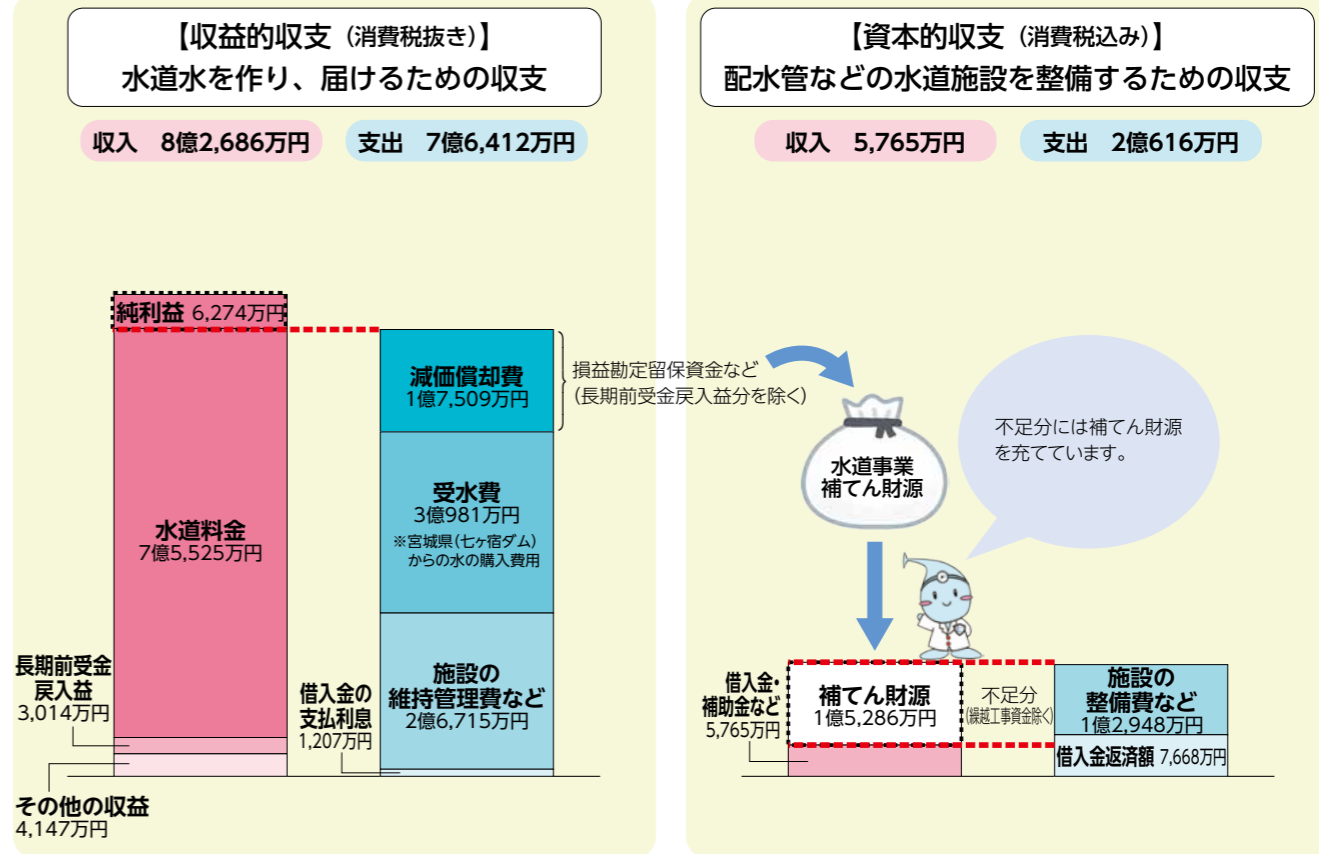 【収益的収支（消費税抜き）】
水道水を作り、届けるための収支
収入 8億2,686万円
支出 7億6,412万円
純利益 6,274万円
水道料金
7億5,525万円
長期前受金
戻入益
3,014万円
その他の収益
4,147万円
減価償却費
1億7,509万円
受水費
3億981万円
※宮城県（七ヶ宿ダム）
からの水の購入費用
施設の
維持管理費など
2億6,715万円
借入金の
支払利息
1,207万円
損益勘定留保資金など
（長期前受金戻入益分を除く）
【資本的収支（消費税込み）】
配水管などの水道施設を整備するための収支
収入 5,765万円
支出 2億616万円
水道事業
補てん財源
不足分には補てん財源
を充てています。
借入金・
補助金など
5,765万円
補てん財源
1億5,286万円
不足分
（繰越工事資金除く）
施設の
整備費など
1億2,948万円
借入金返済額 7,668万円